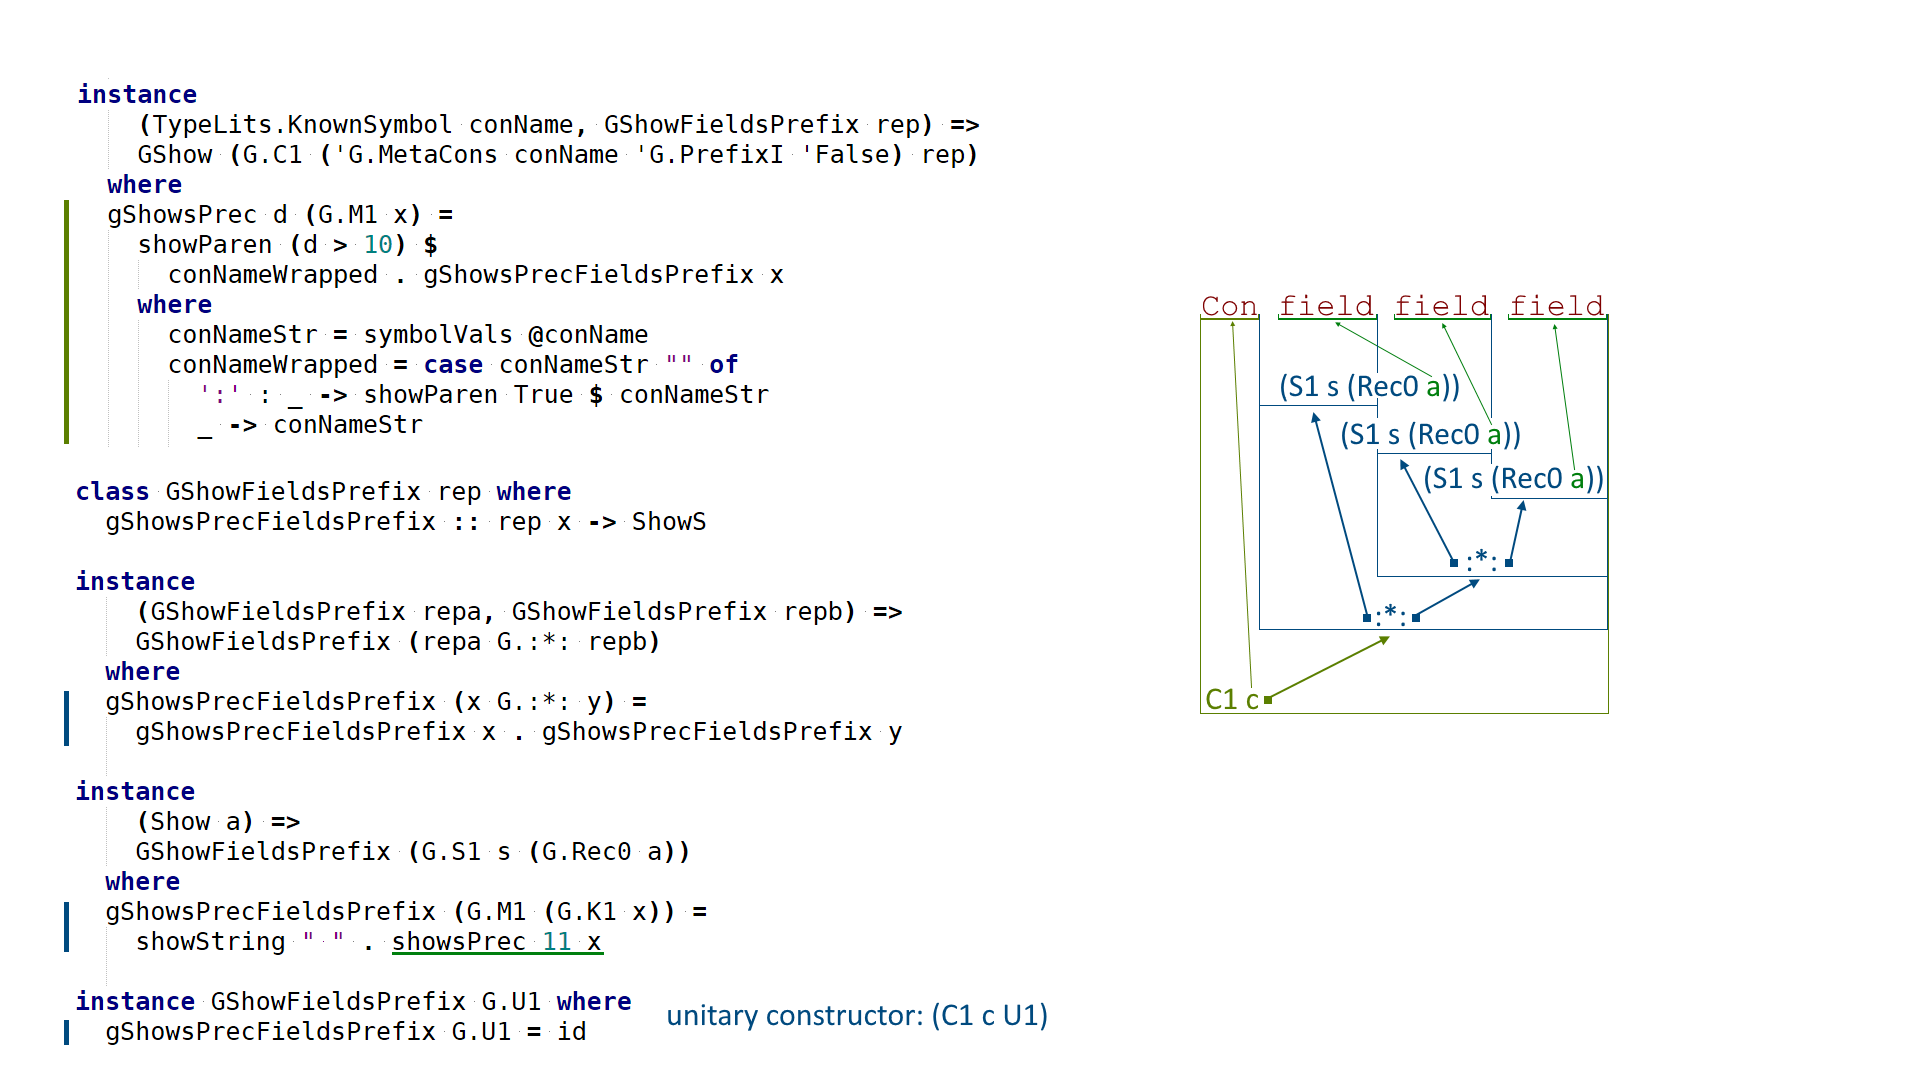 instance
(TypeLits.KnownSymbol conName, GShowFieldsPrefix rep) =>
GShow (G.C1 ('G.MetaCons conName 'G.PrefixI 'False) rep)
where
gShowsPrec d (G.M1 x) =
showParen (d > 10) $
conNameWrapped . gShowsPrecFieldsPrefix x
where
conNameStr = symbolVals @conName
conNameWrapped = case conNameStr "" of
':' : _ -> showParen True $ conNameStr
_ -> conNameStr
class GShowFieldsPrefix rep where
gShowsPrecFieldsPrefix :: rep x -> ShowS
instance
(GShowFieldsPrefix repa, GShowFieldsPrefix repb) =>
GShowFieldsPrefix (repa G.:*: repb)
where
gShowsPrecFieldsPrefix (x G.:*: y) =
gShowsPrecFieldsPrefix x . gShowsPrecFieldsPrefix y
instance
(Show a) =>
GShowFieldsPrefix (G.S1 s (G.Rec0 a))
where
gShowsPrecFieldsPrefix (G.M1 (G.K1 x)) =
showString " " . showsPrec 11 x
instance GShowFieldsPrefix G.U1 where
gShowsPrecFieldsPrefix G.U1 = id
unitary constructor: (C1 c U1)
Con field field field
(S1 s (Rec0 a))
(S1 s (Rec0 a))
(S1 s (Rec0 a))
:*:
:*:
C1 c